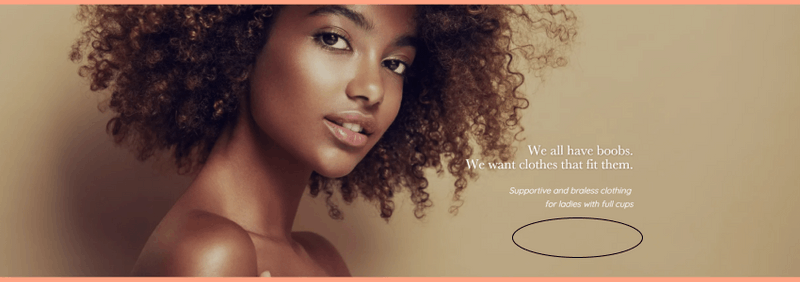 We all have boobs.
We want clothes that fit them.
Supportive and braless clothing
for ladies with full cups